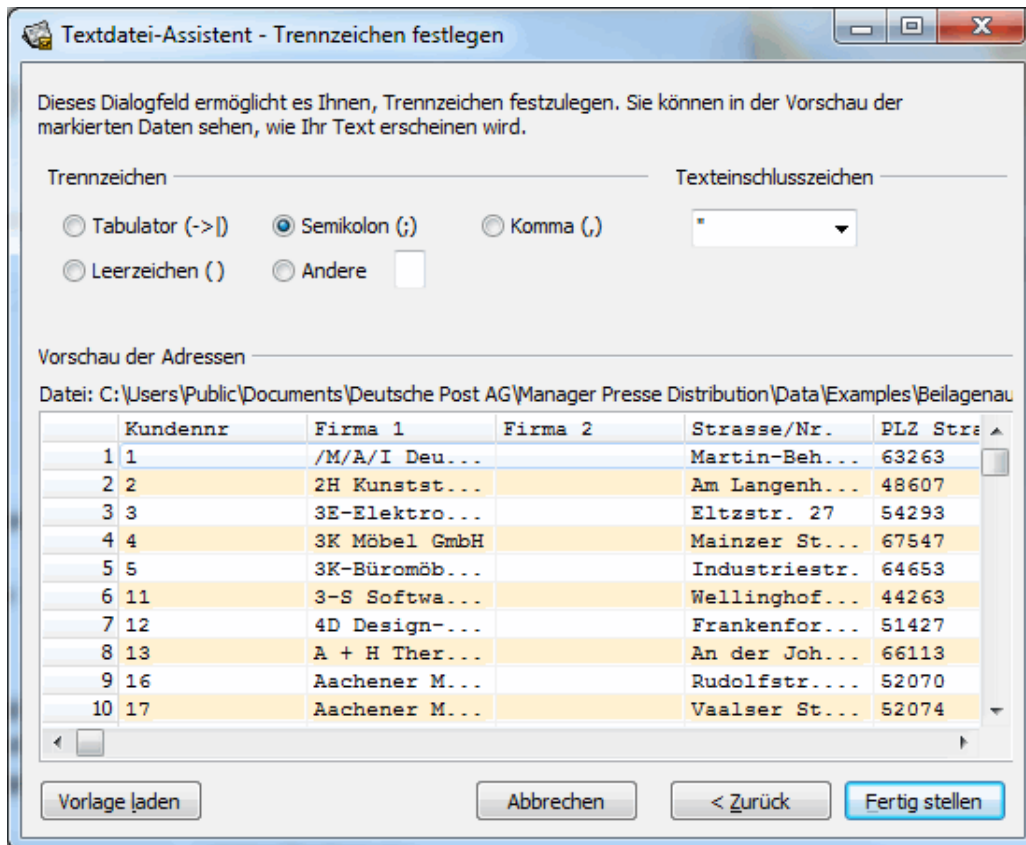 Textdatei-Assistent - Trennzeichen festlegen
Dieses Dialogfeld ermöglicht es Ihnen, Trennzeichen festzulegen. Sie können in der Vorschau der
markierten Daten sehen, wie Ihr Text erscheinen wird.
Trennzeichen Texteinschlusszeichen
Tabulator (->|) Semikolon (;) Komma (,) "
Leerzeichen ( ) Andere
Vorschau der Adressen
Datei: C:\Users\Public\Documents\Deutsche Post AG\Manager Presse Distribution\Data\Examples\Beilagenau
Kundennr Firma 1 Firma 2 Strasse/Nr. PLZ Stra
1 1 /M/A/I Deu... Martin-Beh... 63263
2 2 2H Kunstst... Am Langenh... 48607
3 3 3E-Elektro... Eltzstr. 27 54293
4 4 3K Möbel GmbH Mainzer St... 67547
5 5 3K-Büromöb... Industriestr. 64653
6 11 3-S Softwa... Wellinghof... 44263
7 12 4D Design-... Frankenfor... 51427
8 13 A + H Ther... An der Joh... 66113
9 16 Aachener M... Rudolfstr.... 52070
10 17 Aachener M... Vaalser St... 52074
Vorlage laden Abbrechen < Zurück Fertig stellen